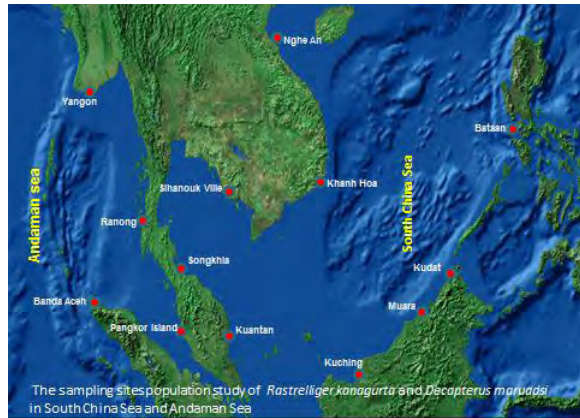 Nghe An
Yangon
Bataan
Andaman sea
South China Sea
Sihanouk Ville
Khanh Hoa
Ranong
Songkhla
Kudat
Banda Aceh
Muara
Pangkor Island
Kuantan
Kuching
The sampling sites population study of Rastrelliger kanagurta and Decapterus maruadsi
in South China Sea and Andaman Sea